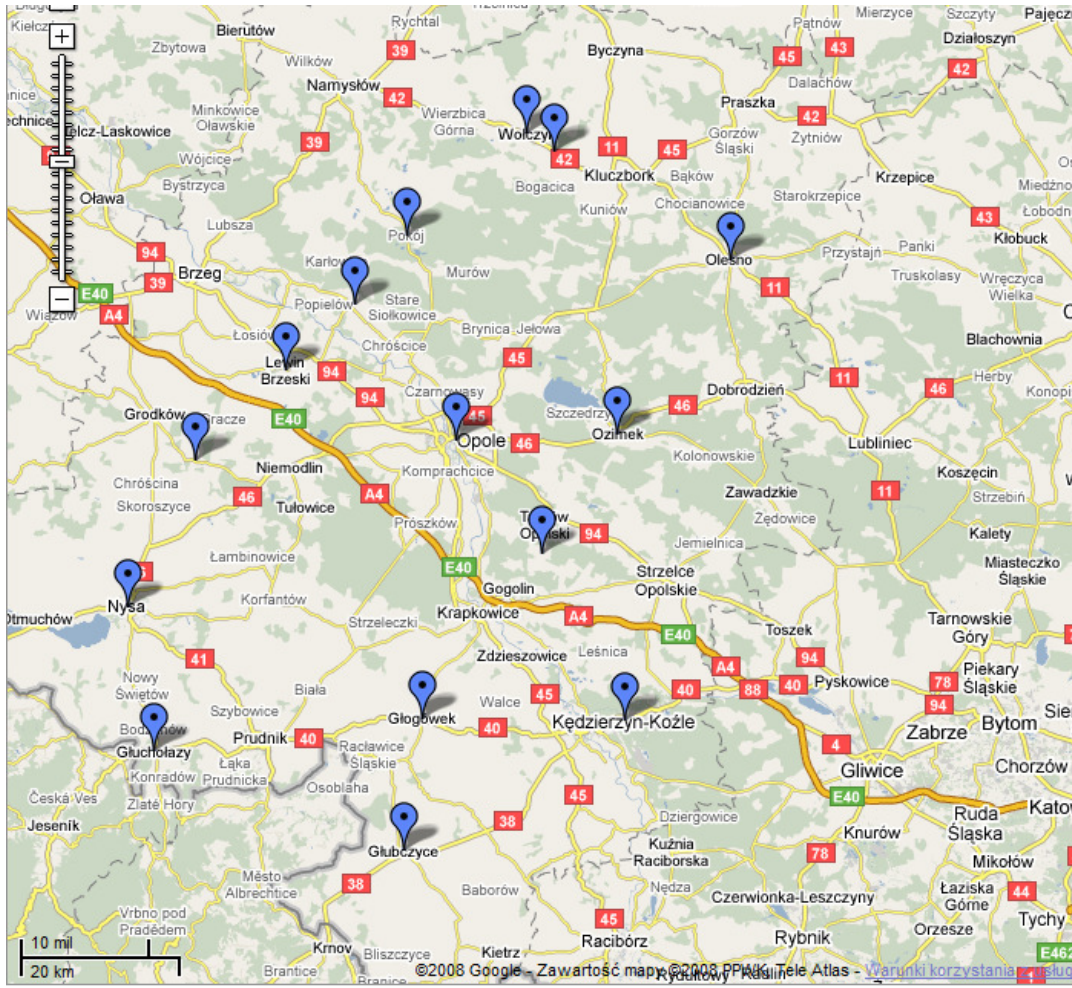 Rychtal
Bierutów
39
Byczyna
Mierzyce
Szczyty
Pątnów
45
43
Działoszyn
Zbytowa
Wilków
Namysłów
42
Dalachów
42
Minkowice
Oławskie
Wierzbica
Górna
Praszka
42
elcz-Laskowice
39
11
45
Gorzów
Śląski
Żytniów
Wójcice
42
Kluczbork
Bąków
Krzepice
Bystrzyca
Bogacica
Chocianowice
Starokrzepice
Oława
Lubsza
Kuniów
43
Kłobuck
Pokój
Olesno
Przystajń
Panki
94
Karłow
Murów
Truskolasy
Wręczyca
Wielka
Brzeg
39
E40
11
A4
Popielów
Stare
Siołkowice
Wiązów
Łosiów
Brynica
Jełowa
Blachownia
Chróścice
45
Lewin
Brzeski
94
11
46
Herby
94
Czarnowąsy
Dobrodzień
Grodków
E40
45
Szczedrzy
46
Opole
46
Ozimek
Lubliniec
Niemodlin
Komprachcice
Kolonowskie
Koszęcin
Chróścina
Skoroszyce
46
A4
Zawadzkie
11
Strzebiń
Tułowice
Prószków
Żędowice
Kalety
94
Jemielnica
Łambinowice
E40
Strzelce
Opolskie
Miasteczko
Śląskie
Korfantów
Gogolin
Nysa
Otmuchów
Krapkowice
A4
Strzeleczki
E40
Toszek
Tarnowskie
Góry
41
Zdzieszowice
Leśnica
A4
94
Nowy
Świętów
Pyskowice
78
Piekary
Śląskie
Biała
45
40
88
40
Walce
94
Szybowice
Głogówek
Kędzierzyn-Koźle
Bytom
Prudnik
40
40
Zabrze
Głuchołazy
Racławice
Śląskie
4
Łąka
Prudnicka
Konradów
Osoblaha
Gliwice
Chorzów
Česká Ves
Zlaté Hory
45
E40
Jeseník
38
Dziergowice
Ruda
Śląska
Głubczyce
Knurów
Kuźnia
Raciborska
78
Mikołów
Město
Albrechtice
38
Baborów
Nędza
Czerwionka-Leszczyny
Łaziska
Górne
44
Tychy
Vrbno pod
Pradědem
45
Rybnik
Orzesze
10 mil
Krnov
Bliszczyce
Kietrz
Racibórz
20 km
Brantice
©2008 Google - Zawartość mapy ©2008 PPWK, Tele Atlas - Warunki korzystania
Rydułtowy